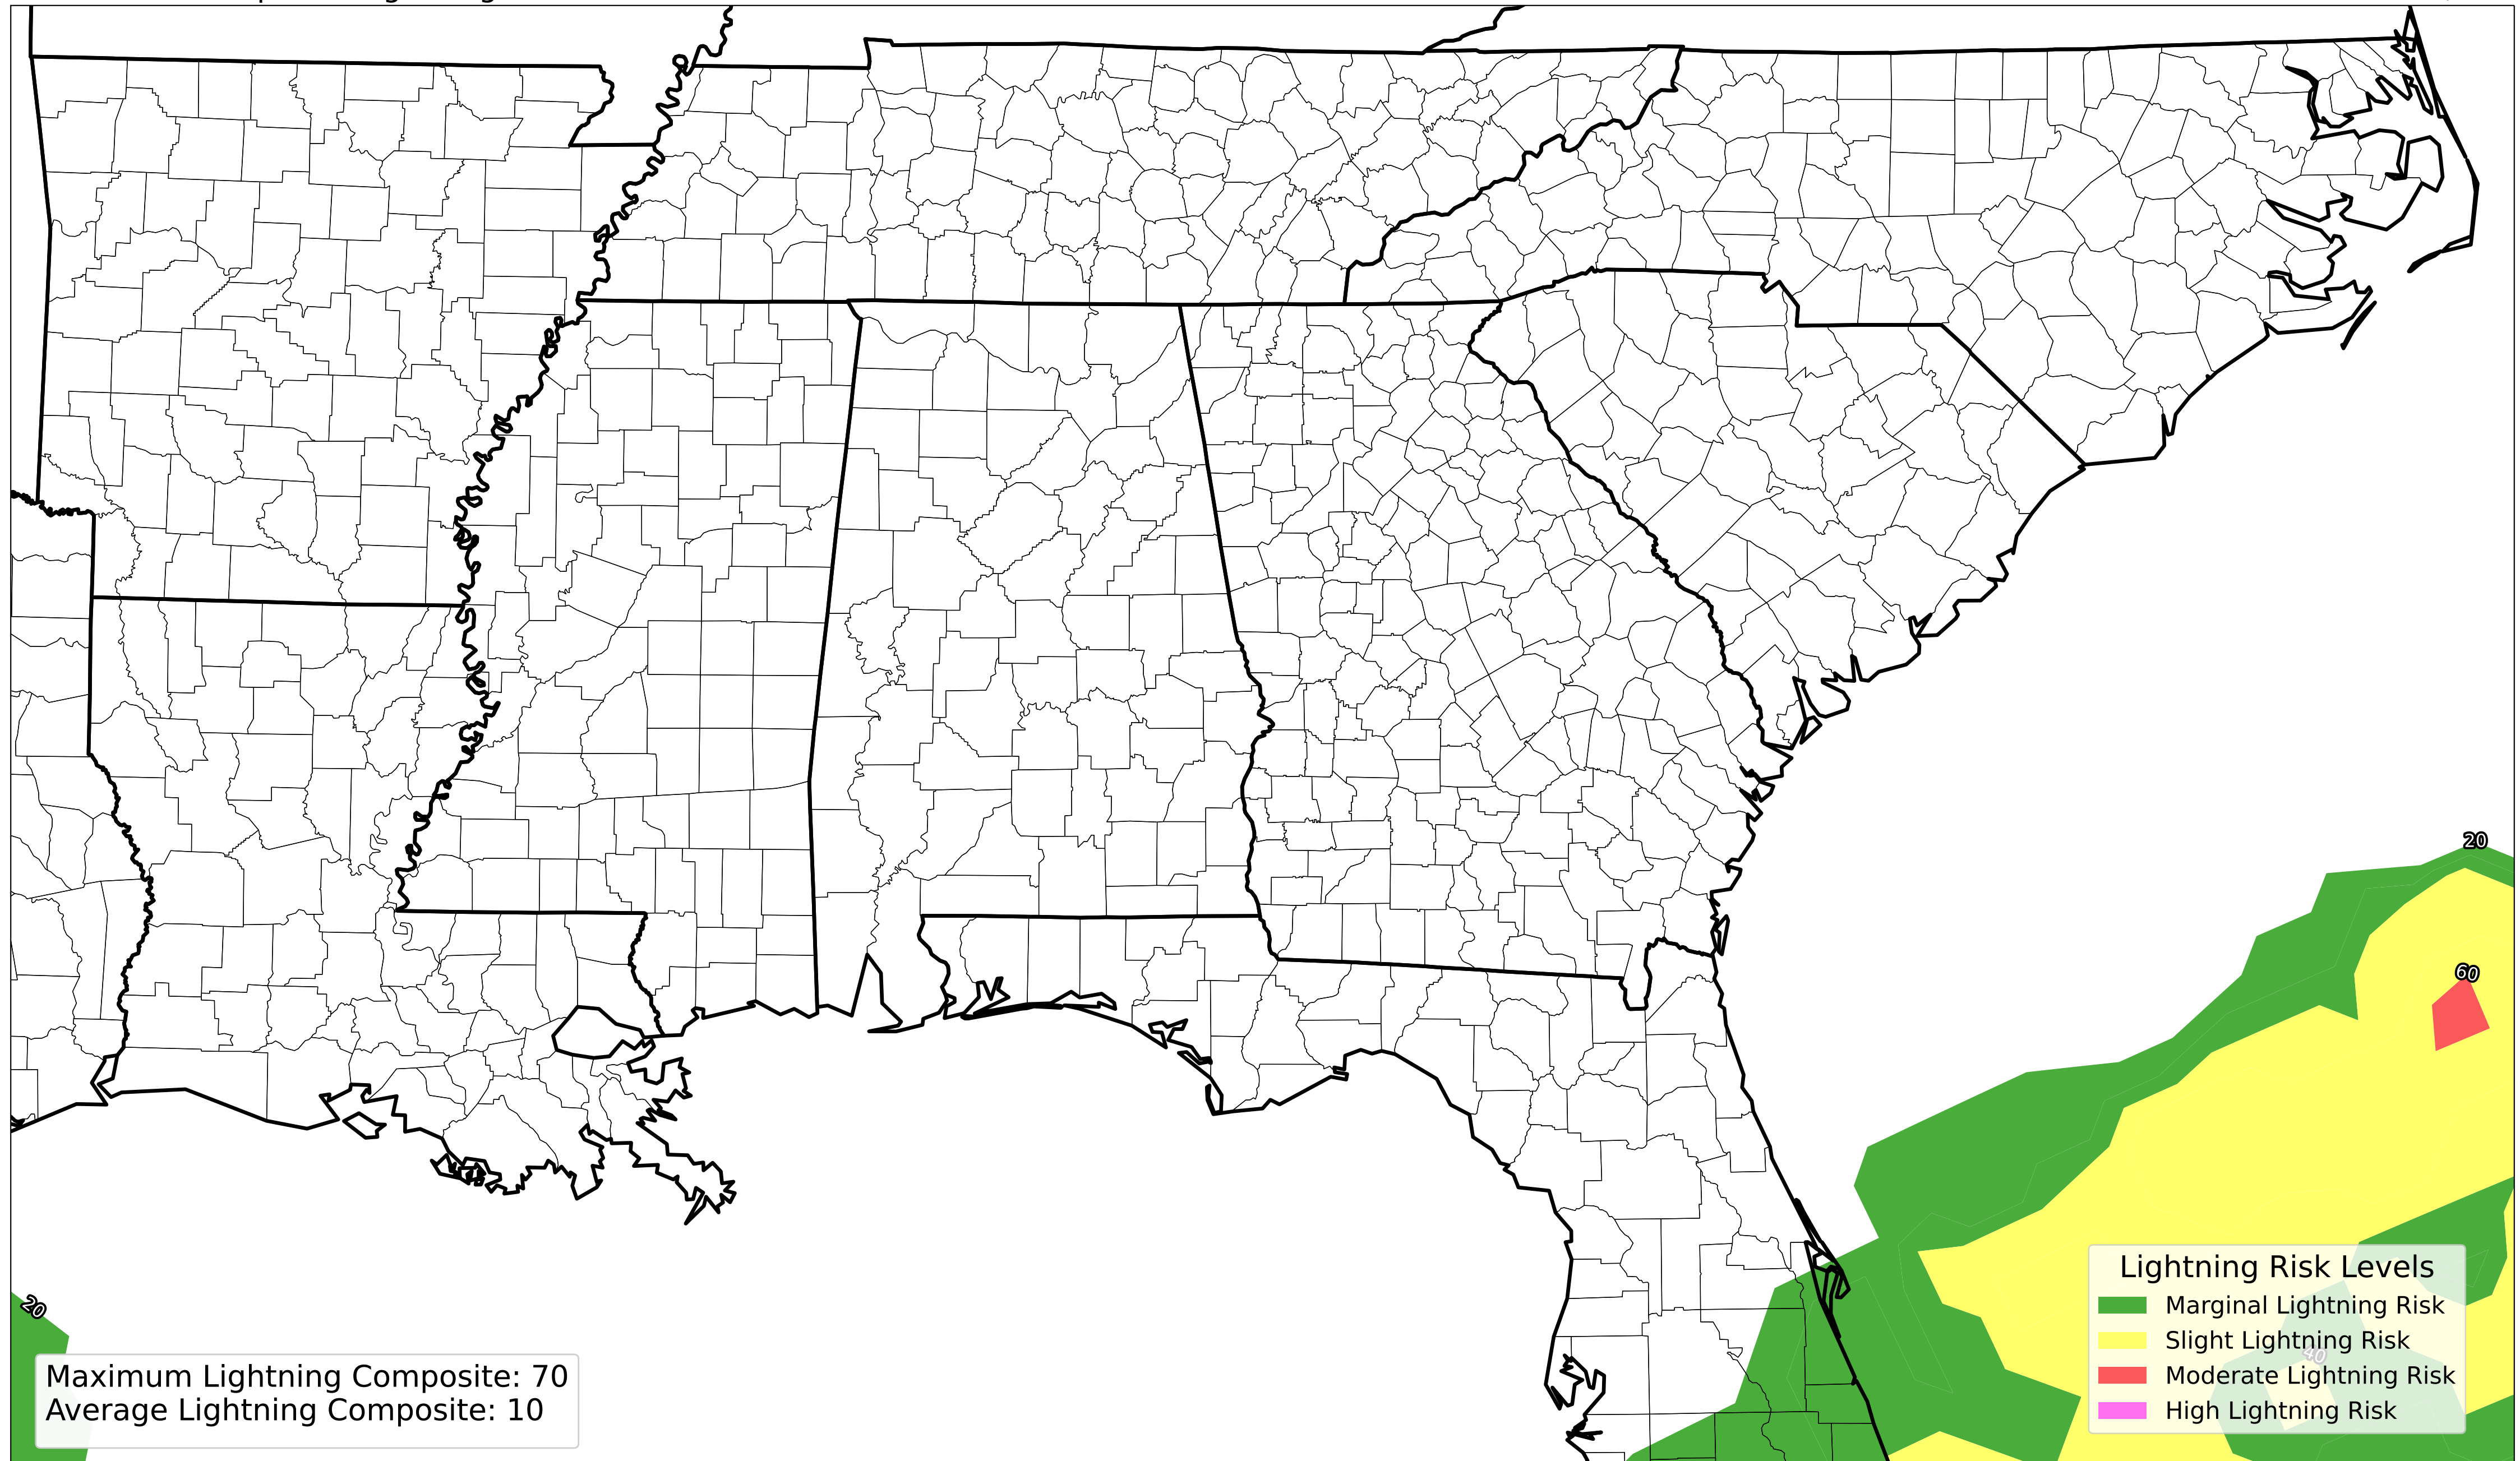 20
60
20
Maximum Lightning Composite: 70
Average Lightning Composite: 10
Lightning Risk Levels
Marginal Lightning Risk
Slight Lightning Risk
40
Moderate Lightning Risk
High Lightning Risk